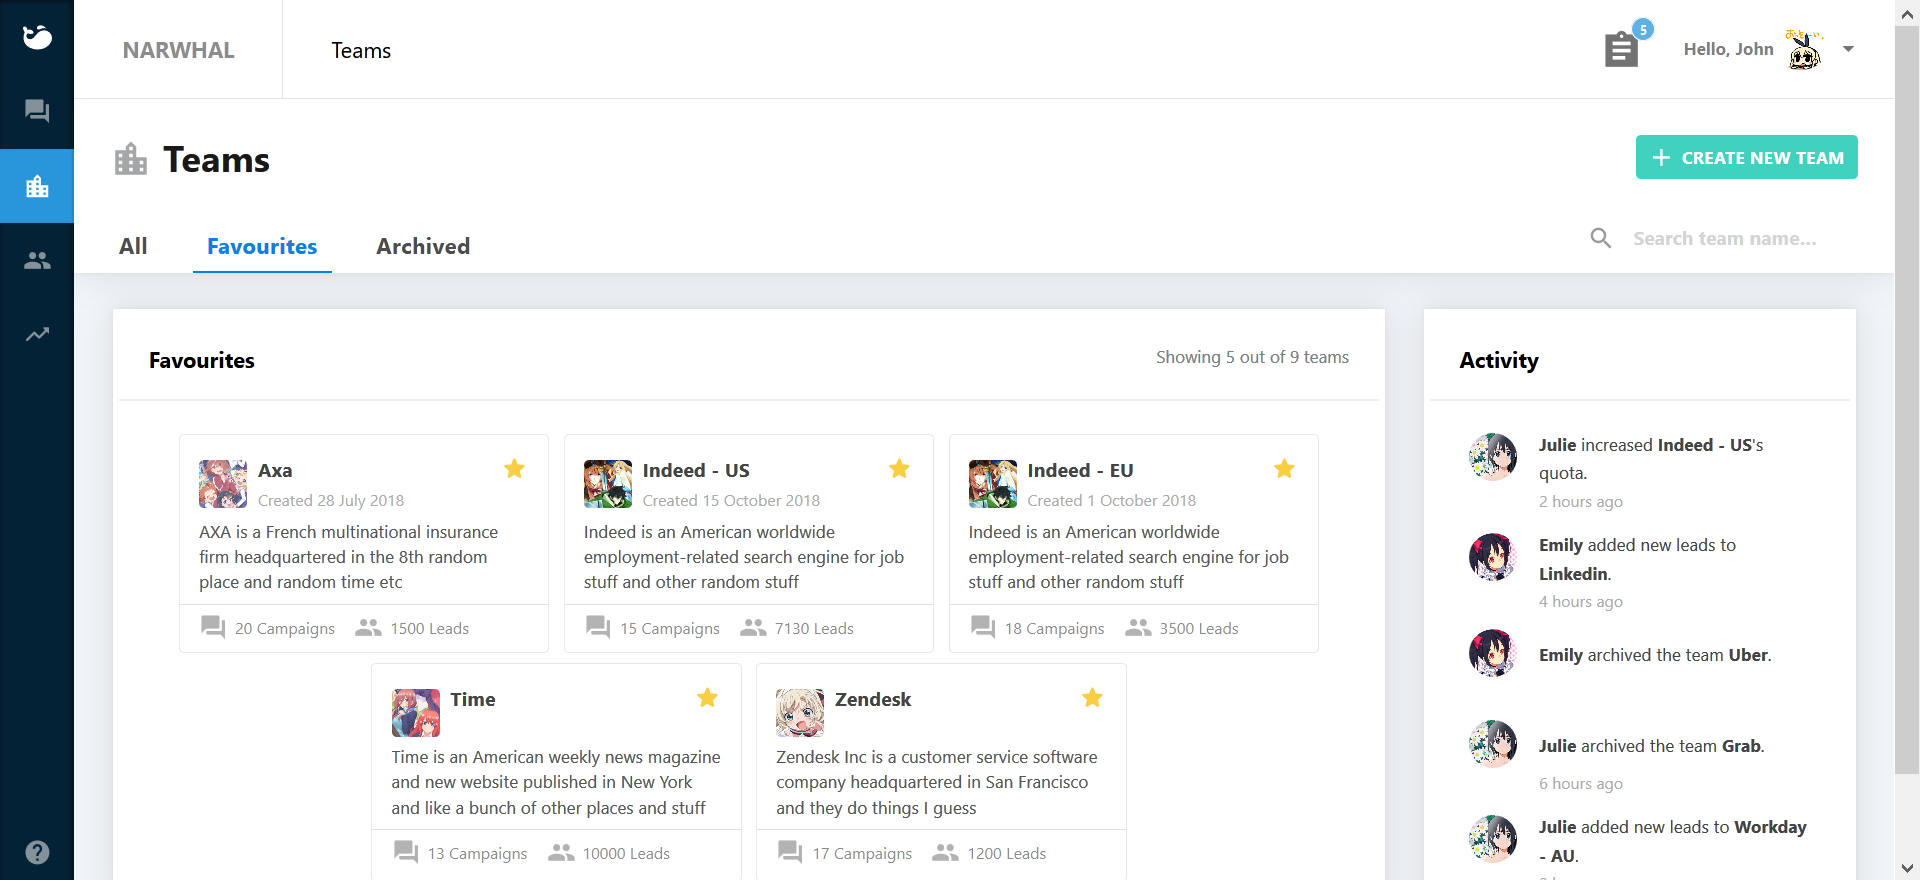 NARWHAL
Teams
5
Hello, John
Teams
CREATE NEW TEAM
All
Favourites
Archived
Search team name...
Favourites
Showing 5 out of 9 teams
Axa
Created 28 July 2018
AXA is a French multinational insurance
firm headquartered in the 8th random
place and random time etc
20 Campaigns
1500 Leads
Indeed - US
Created 15 October 2018
Indeed is an American worldwide
employment-related search engine for job
stuff and other random stuff
15 Campaigns
7130 Leads
Indeed - EU
Created 1 October 2018
Indeed is an American worldwide
employment-related search engine for job
stuff and other random stuff
18 Campaigns
3500 Leads
Time
Time is an American weekly news magazine
and new website published in New York
and like a bunch of other places and stuff
13 Campaigns
10000 Leads
Zendesk
Zendesk Inc is a customer service software
company headquartered in San Francisco
and they do things I guess
17 Campaigns
1200 Leads
Activity
Julie increased Indeed - US's
quota.
2 hours ago
Emily added new leads to
Linkedin.
4 hours ago
Emily archived the team Uber.
Julie archived the team Grab.
6 hours ago
Julie added new leads to Workday
- AU.